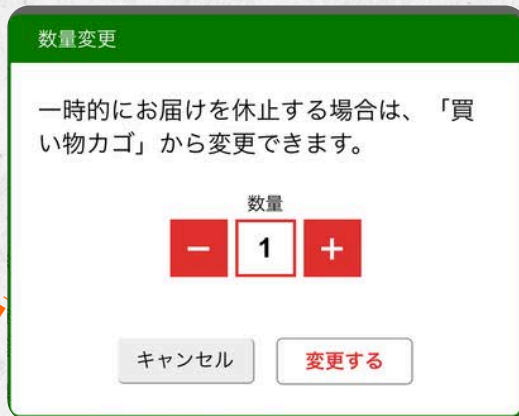 数量変更
一時的にお届けを休止する場合は、「買
い物カゴ」から変更できます。
数量
− 1 +
キャンセル 変更する